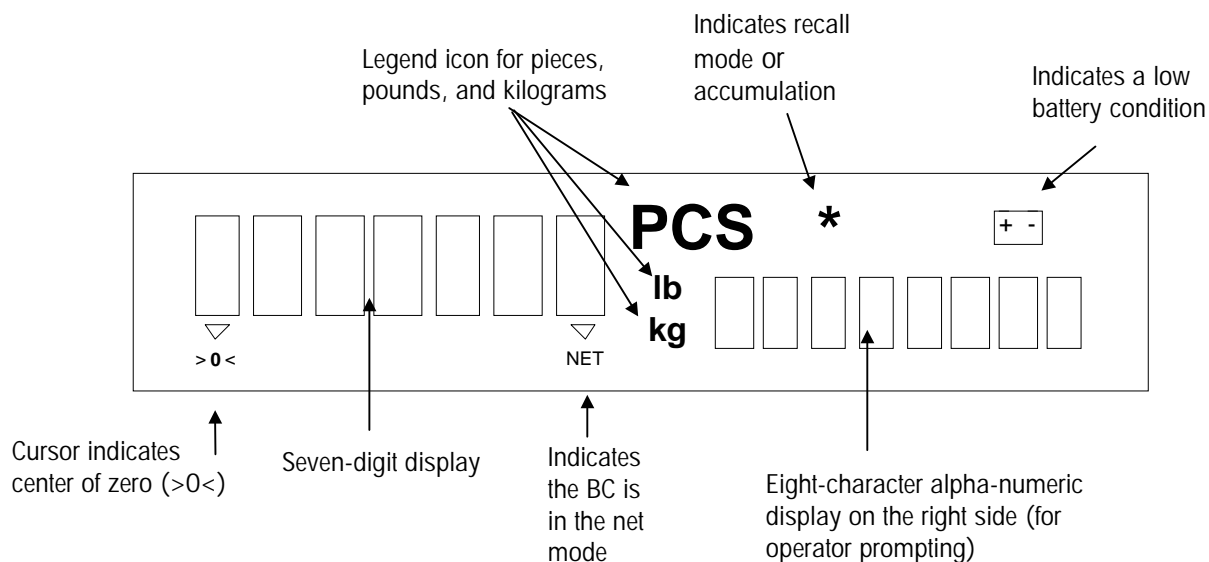 Legend icon for pieces,
pounds, and kilograms
Indicates recall
mode or
accumulation
Indicates a low
battery condition
PCS
*
+ -
lb
kg
>0<
NET
Cursor indicates
center of zero (>0<)
Seven-digit display
Indicates
the BC is
in the net
mode
Eight-character alpha-numeric
display on the right side (for
operator prompting)